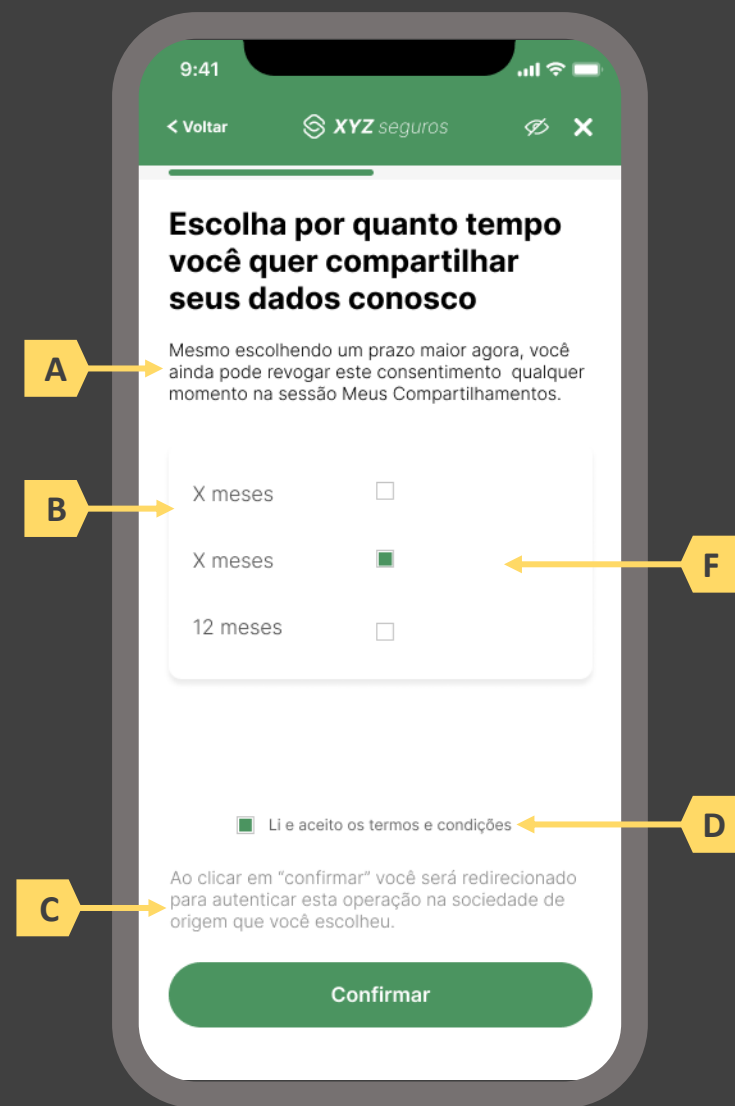 9:41
< Voltar
XYZ seguros
Escolha por quanto tempo
você quer compartilhar
seus dados conosco
A
Mesmo escolhendo um prazo maior agora, você
ainda pode revogar este consentimento  qualquer
momento na sessão Meus Compartilhamentos.
B
X meses
X meses
F
12 meses
Li e aceito os termos e condições
D
C
Ao clicar em “confirmar” você será redirecionado
para autenticar esta operação na sociedade de
origem que você escolheu.
Confirmar